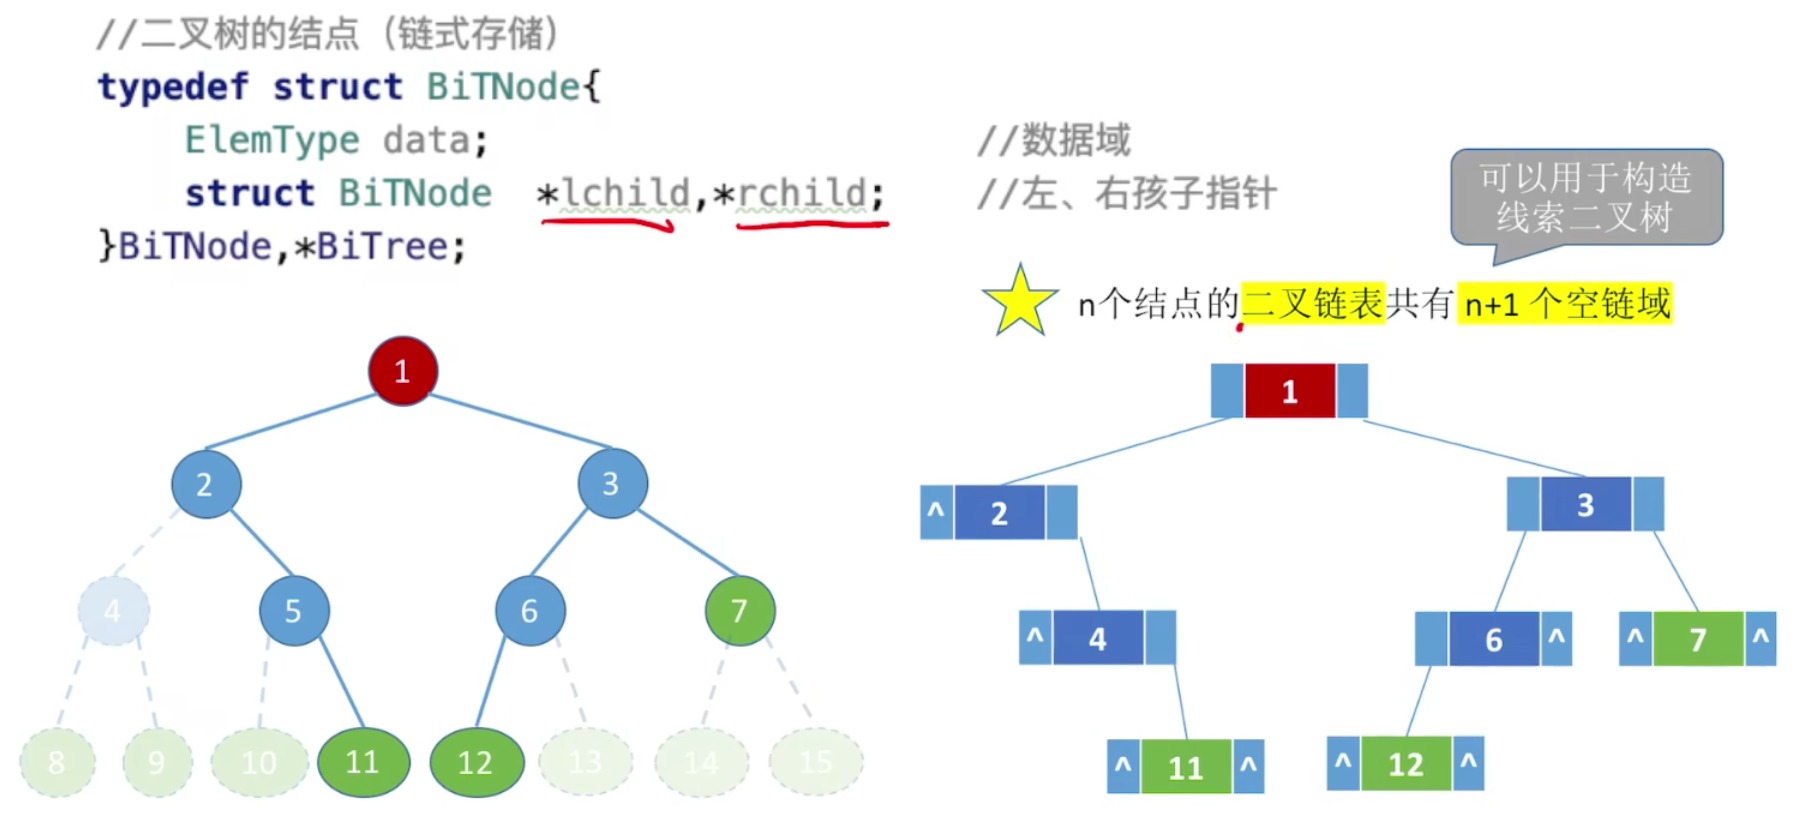 //二叉树的结点（链式存储）
typedef struct BiTNode{
ElemType data; //数据域
struct BiTNode *lchild,*rchild; //左、右孩子指针
}BiTNode,*BiTree;
可以用于构造
线索二叉树
n个结点的二叉链表共有 n+1 个空链域
1
2 3
4 5 6 7
8 9 10 11 12 13 14 15
1
^ 2 3
^ 4 6 ^ ^ 7 ^
^ 11 ^ ^ 12 ^